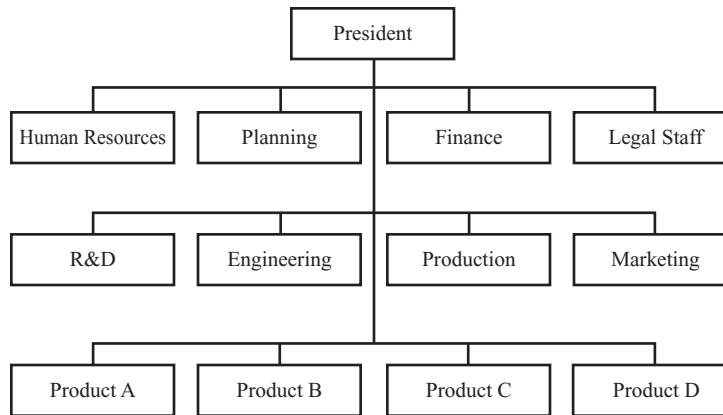 President
Human Resources
Planning
Finance
Legal Staff
R&D
Engineering
Production
Marketing
Product A
Product B
Product C
Product D